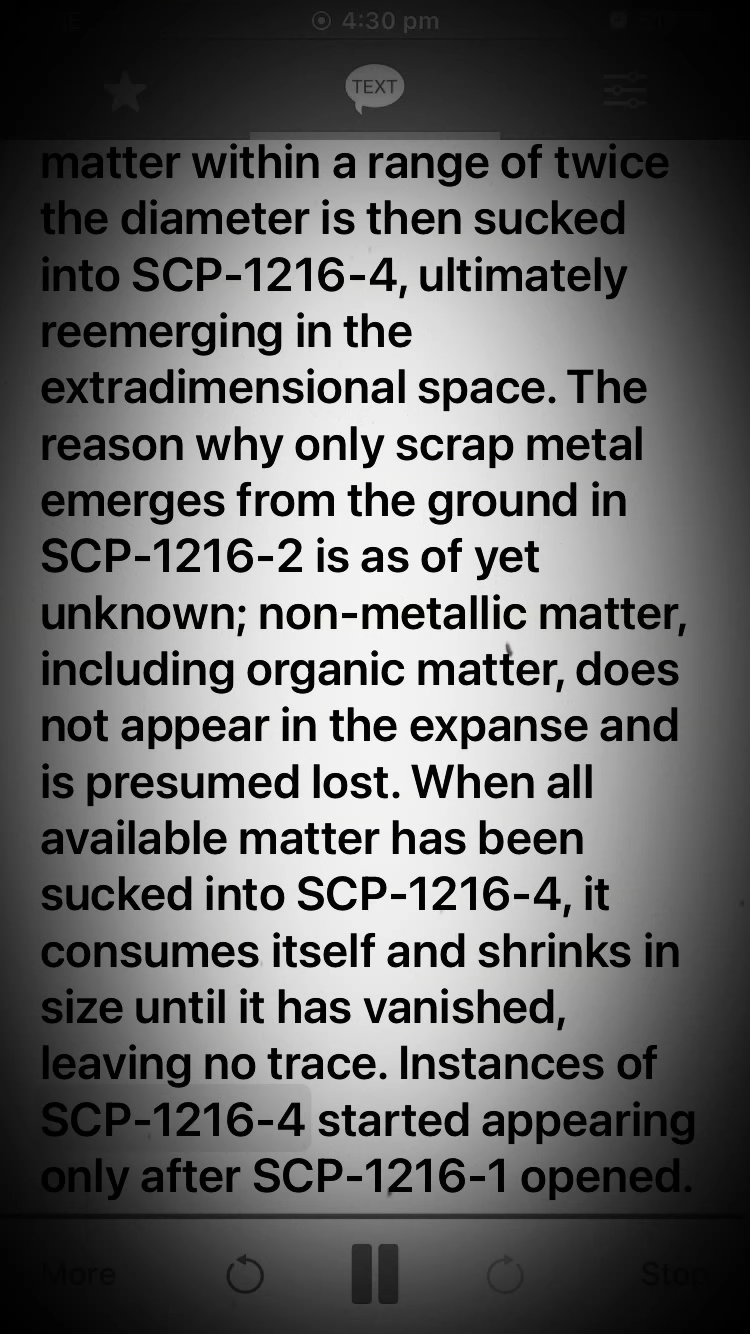 4:30 pm
TEXT
matter within a range of twice
the diameter is then sucked
into SCP-1216-4, ultimately
reemerging in the
extradimensional space. The
reason why only scrap metal
emerges from the ground in
SCP-1216-2 is as of yet
unknown; non-metallic matter,
including organic matter, does
not appear in the expanse and
is presumed lost. When all
available matter has been
sucked into SCP-1216-4, it
consumes itself and shrinks in
size until it has vanished,
leaving no trace. Instances of
SCP-1216-4 started appearing
only after SCP-1216-1 opened.
More
Stop